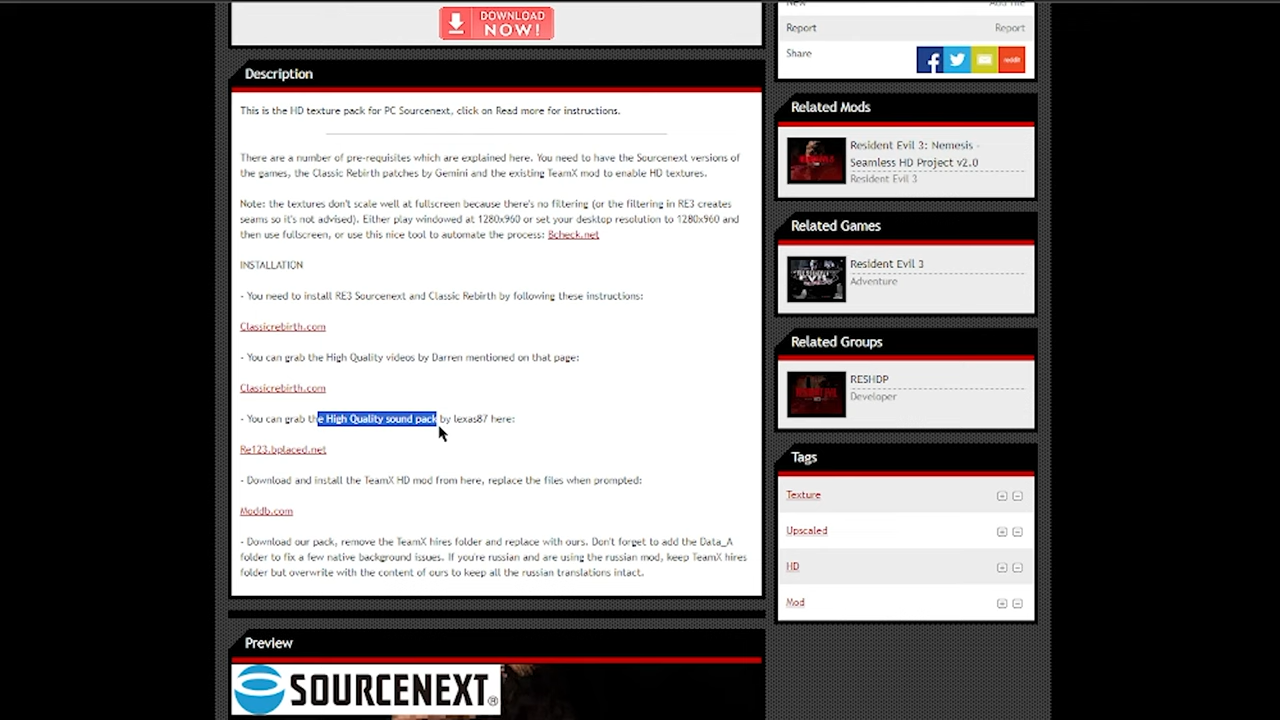 DOWNLOAD
NOW!
Description
This is the HD texture pack for PC Sourcenext, click on Read more for instructions.
There are a number of pre-requisites which are explained here. You need to have the Sourcenext versions of
the games, the Classic Rebirth patches by Gemini and the existing TeamX mod to enable HD textures.
Note: the textures don't scale well at fullscreen because there's no filtering (or the filtering in RE3 creates
seams so it's not advised). Either play windowed at 1280x960 or set your desktop resolution to 1280x960 and
then use fullscreen, or use this nice tool to automate the process: Bcheck.net
INSTALLATION
- You need to install RE3 Sourcenext and Classic Rebirth by following these instructions:
Classicrebirth.com
- You can grab the High Quality videos by Darren mentioned on that page:
Classicrebirth.com
- You can grab the High Quality sound pack by lexas87 here:
Re123.bplaced.net
- Download and install the TeamX HD mod from here, replace the files when prompted:
Moddb.com
- Download our pack, remove the TeamX hires folder and replace with ours. Don't forget to add the Data_A
folder to fix a few native background issues. If you're russian and are using the russian mod, keep TeamX hires
folder but overwrite with the content of ours to keep all the russian translations intact.
Preview
SOURCENEXT®
New Add file
Report Report
Share
reddit
Related Mods
Resident Evil 3: Nemesis -
Seamless HD Project v2.0
Resident Evil 3
Related Games
Resident Evil 3
Adventure
Related Groups
RESHDP
Developer
Tags
Texture
Upscaled
HD
Mod